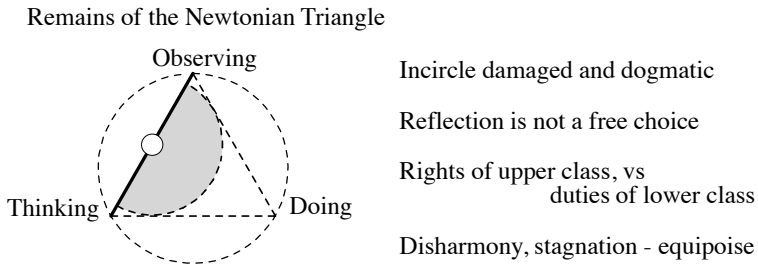 Remains of the Newtonian Triangle
Observing
Thinking
Doing
Incircle damaged and dogmatic
Reflection is not a free choice
Rights of upper class, vs
duties of lower class
Disharmony, stagnation - equipoise